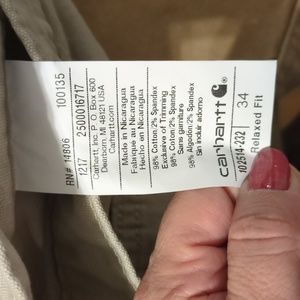 RN# 14806 100135
1217 2500016717
Carhartt, Inc. P.O. Box 600
Dearborn, MI 48121 USA
Carhartt.com
Made in Nicaragua
Fabriqué au Nicaragua
Hecho en Nicaragua
98% Cotton 2% Spandex
Exclusive of Trimming
98% Coton 2% Spandex
Sans garniture
98% Algodon 2% Spandex
Sin incluir adorno
carhartt
102514-232 34
Relaxed Fit